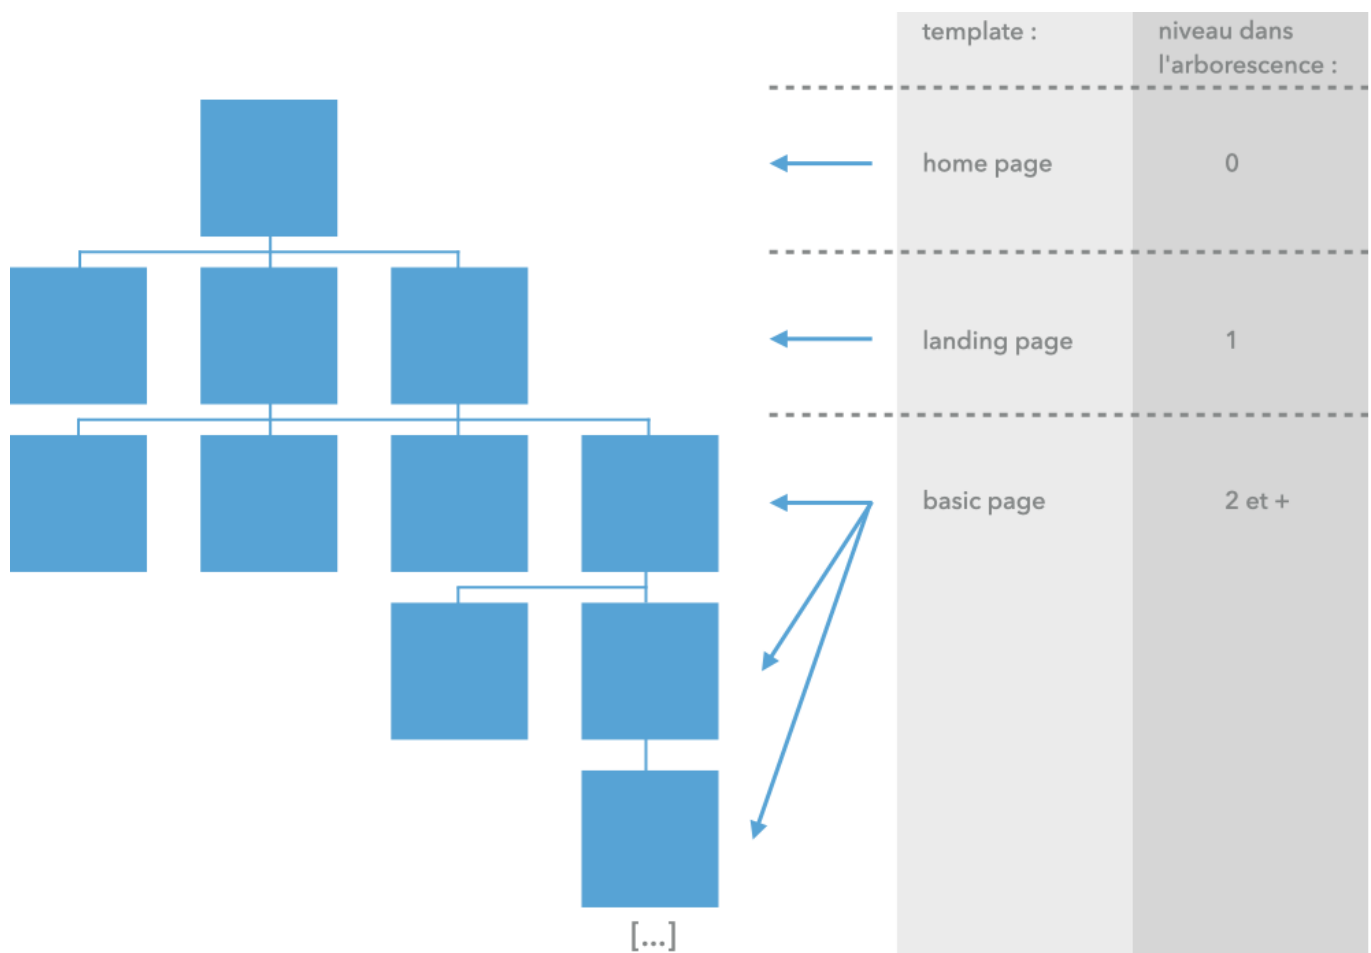 template :
niveau dans
l'arborescence :
home page
0
landing page
1
basic page
2 et +
[...]